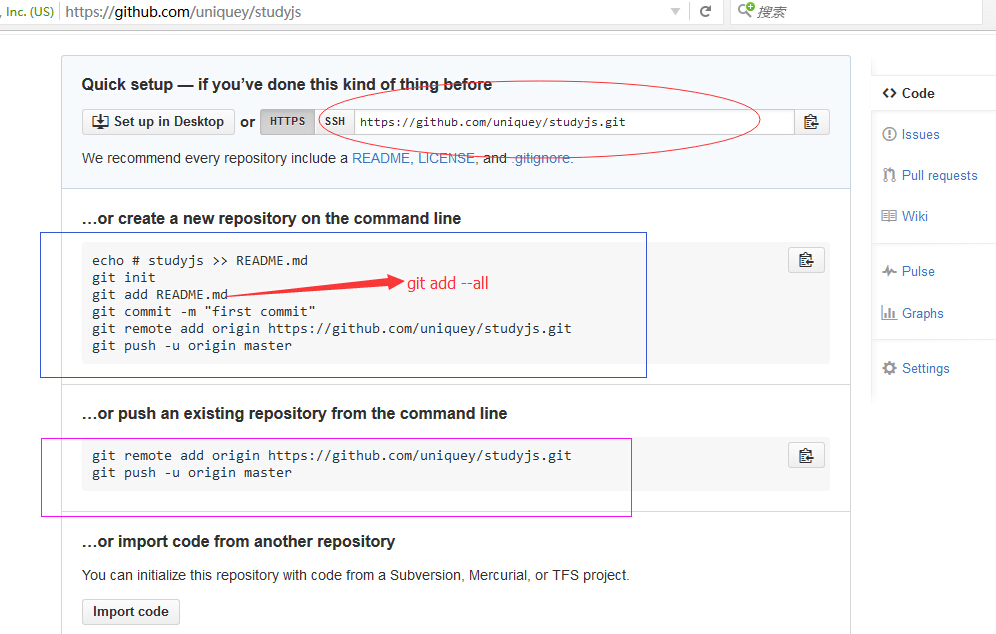 , Inc. (US) https://github.com/uniquey/studyjs 搜索
Quick setup — if you've done this kind of thing before
Set up in Desktop or HTTPS SSH https://github.com/uniquey/studyjs.git
We recommend every repository include a README, LICENSE, and .gitignore.
…or create a new repository on the command line
echo # studyjs >> README.md
git init
git add README.md
git add --all
git commit -m "first commit"
git remote add origin https://github.com/uniquey/studyjs.git
git push -u origin master
…or push an existing repository from the command line
git remote add origin https://github.com/uniquey/studyjs.git
git push -u origin master
…or import code from another repository
You can initialize this repository with code from a Subversion, Mercurial, or TFS project.
Import code
Code
Issues
Pull requests
Wiki
Pulse
Graphs
Settings